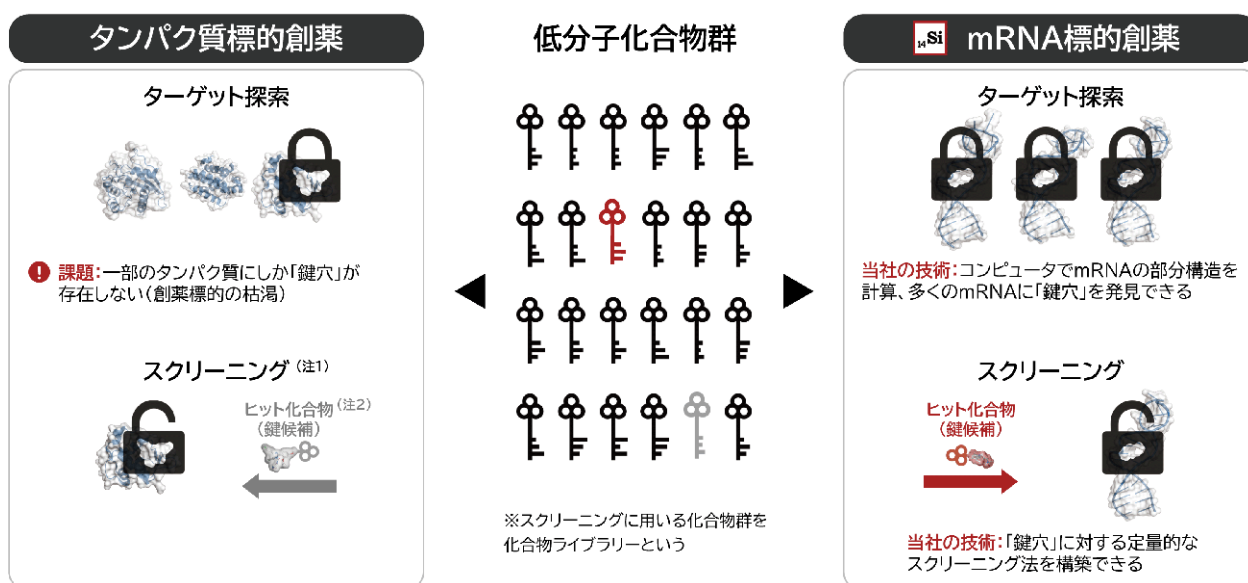 タンパク質標的創薬
ターゲット探索
課題:一部のタンパク質にしか「鍵穴」が
存在しない(創薬標的の枯渇)
スクリーニング(注1)
ヒット化合物(注2)
(鍵候補)
低分子化合物群
※スクリーニングに用いる化合物群を
化合物ライブラリーという
14Si mRNA標的創薬
ターゲット探索
当社の技術:コンピュータでmRNAの部分構造を
計算、多くのmRNAに「鍵穴」を発見できる
スクリーニング
ヒット化合物
(鍵候補)
当社の技術:「鍵穴」に対する定量的な
スクリーニング法を構築できる